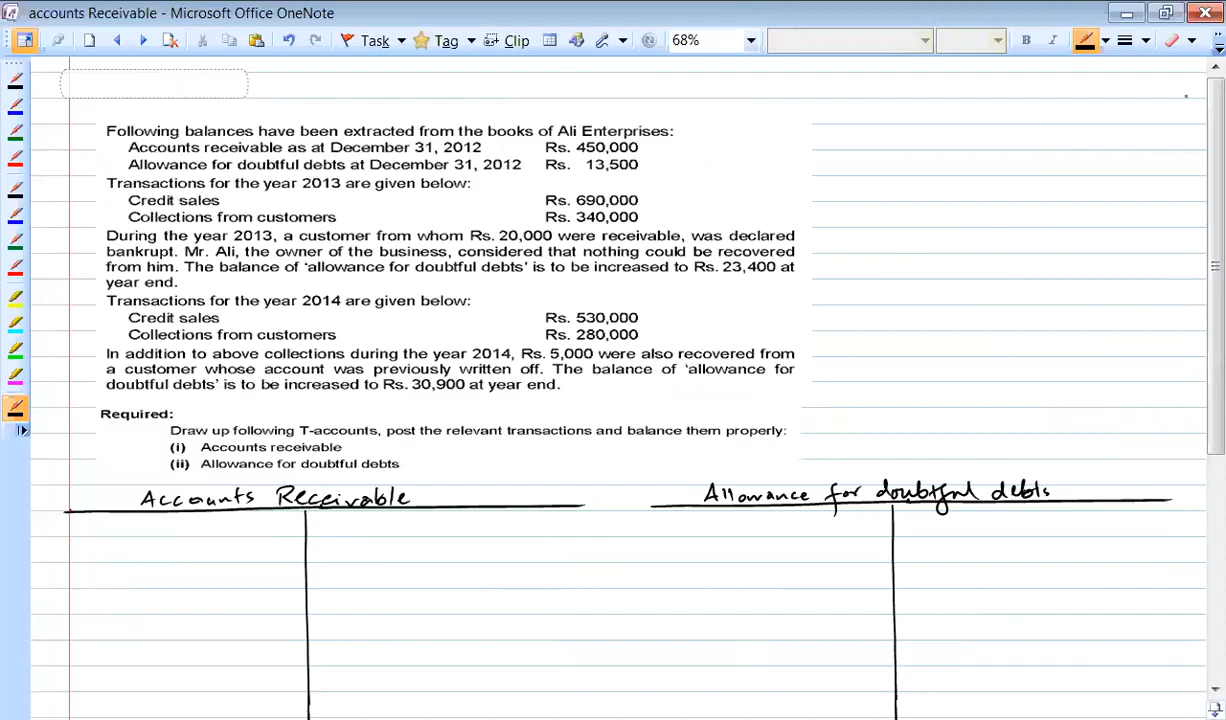 accounts Receivable - Microsoft Office OneNote
Task Tag Clip 68% B I
Following balances have been extracted from the books of Ali Enterprises:
Accounts receivable as at December 31, 2012 Rs. 450,000
Allowance for doubtful debts at December 31, 2012 Rs. 13,500
Transactions for the year 2013 are given below:
Credit sales Rs. 690,000
Collections from customers Rs. 340,000
During the year 2013, a customer from whom Rs. 20,000 were receivable, was declared
bankrupt. Mr. Ali, the owner of the business, considered that nothing could be recovered
from him. The balance of 'allowance for doubtful debts' is to be increased to Rs. 23,400 at
year end.
Transactions for the year 2014 are given below:
Credit sales Rs. 530,000
Collections from customers Rs. 280,000
In addition to above collections during the year 2014, Rs. 5,000 were also recovered from
a customer whose account was previously written off. The balance of 'allowance for
doubtful debts' is to be increased to Rs. 30,900 at year end.
Required:
Draw up following T-accounts, post the relevant transactions and balance them properly:
(i) Accounts receivable
(ii) Allowance for doubtful debts
Accounts Receivable Allowance for doubtful debts